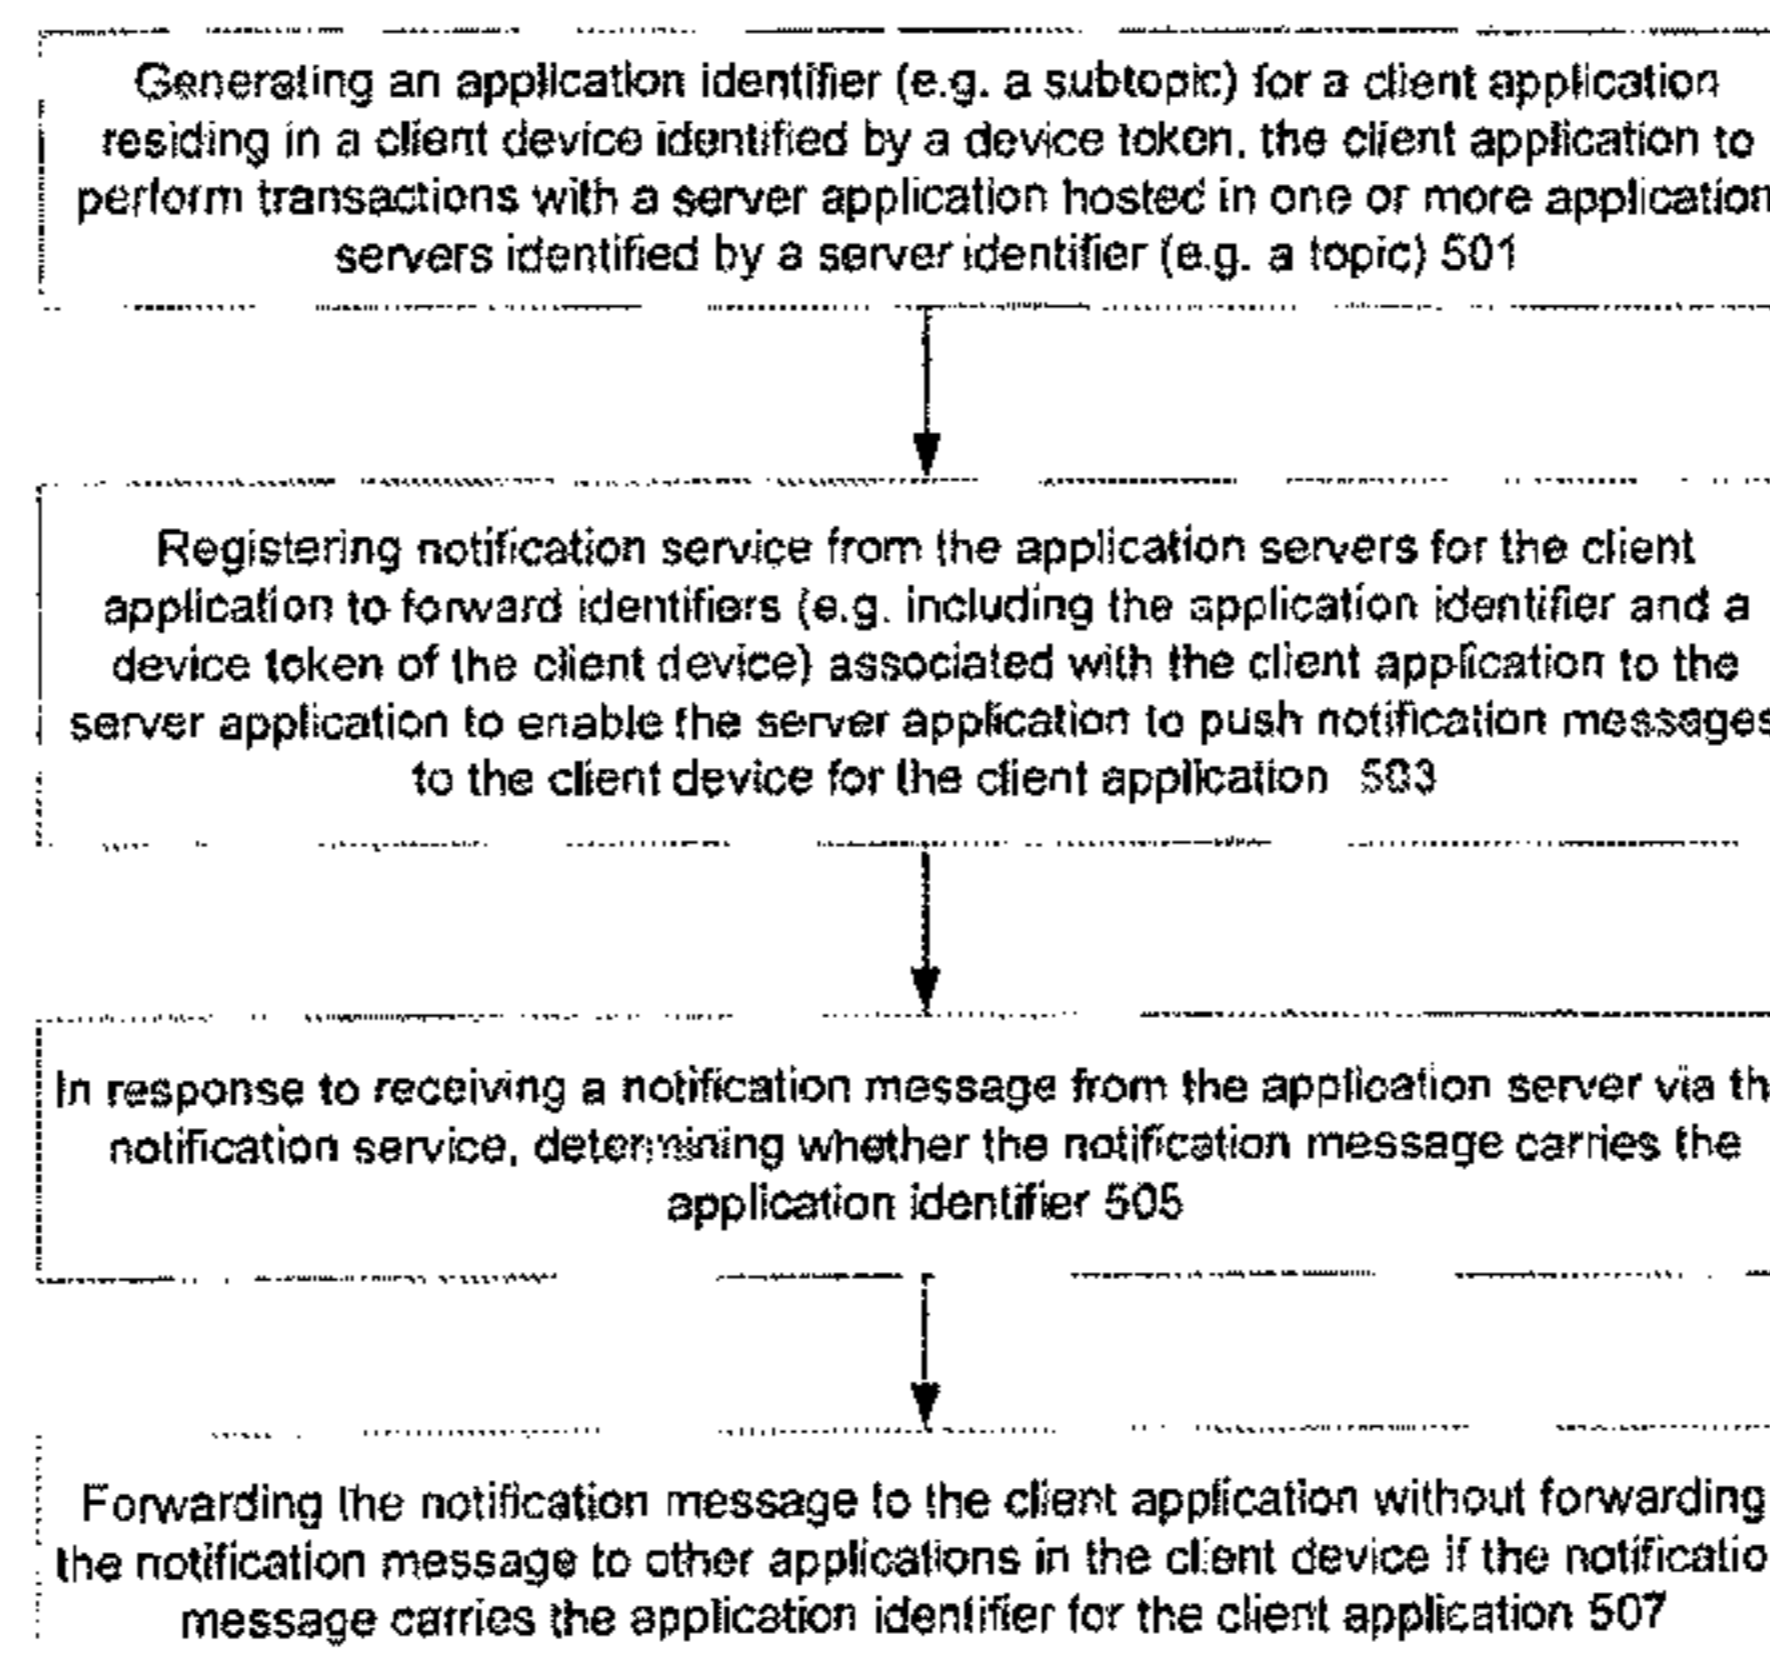 Generating an application identifier (e.g. a subtopic) for a client application
residing in a client device identified by a device token, the client application to
perform transactions with a server application hosted in one or more application
servers identified by a server identifier (e.g. a topic) 501
Registering notification service from the application servers for the client
application to forward identifiers (e.g. including the application identifier and a
device token of the client device) associated with the client application to the
server application to enable the server application to push notification messages
to the client device for the client application 503
In response to receiving a notification message from the application server via th
notification service, determining whether the notification message carries the
application identifier 505
Forwarding the notification message to the client application without forwarding
the notification message to other applications in the client device if the notificatio
message carries the application identifier for the client application 507